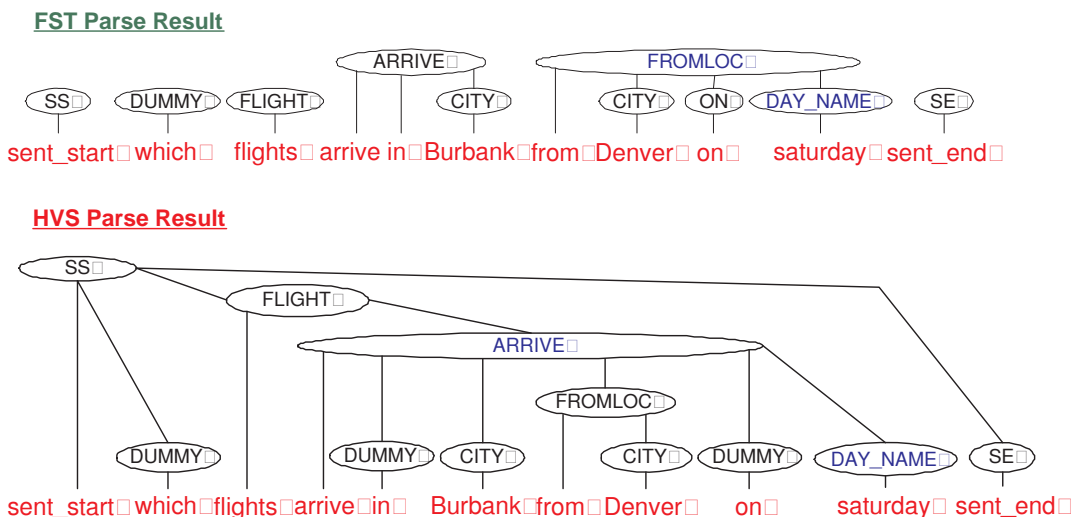 FST Parse Result
ARRIVE FROMLOC
SS DUMMY FLIGHT CITY CITY ON DAY_NAME SE
sent_start which flights arrive in Burbank from Denver on saturday sent_end
HVS Parse Result
SS
FLIGHT
ARRIVE
FROMLOC
DUMMY DUMMY CITY CITY DUMMY DAY_NAME SE
sent_start which flights arrive in Burbank from Denver on saturday sent_end